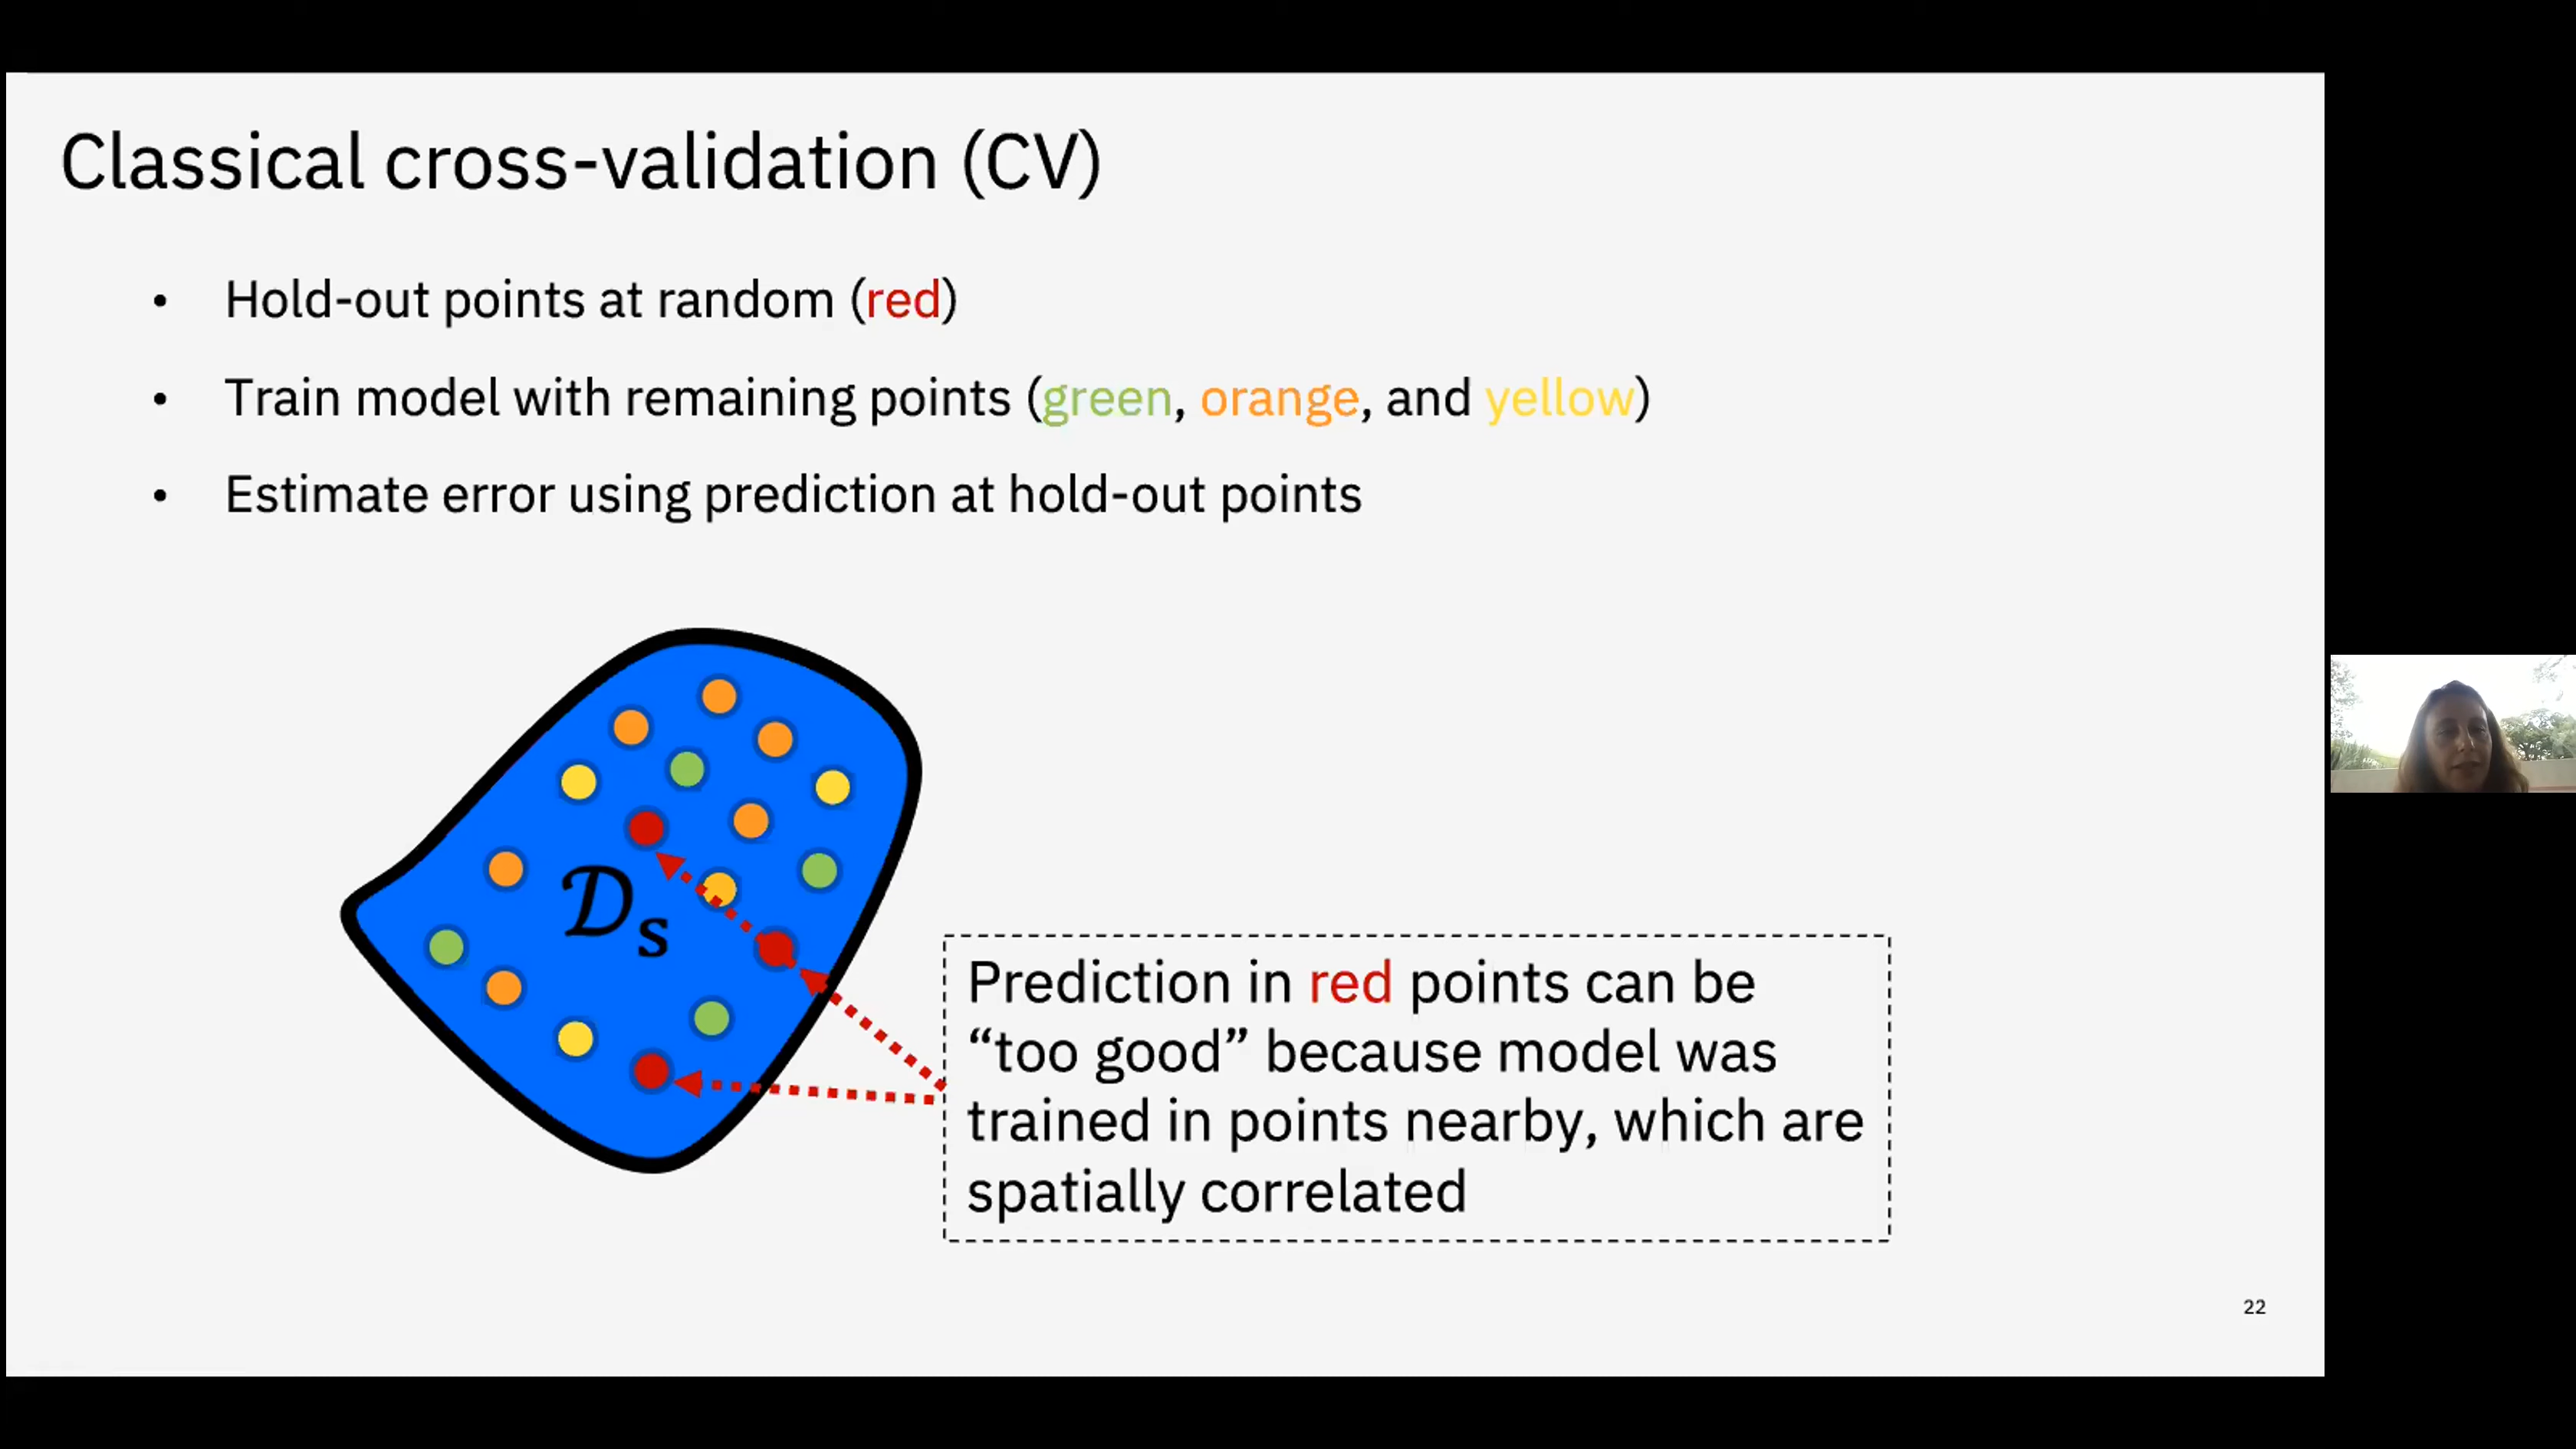 Classical cross-validation (CV)
• Hold-out points at random (red)
• Train model with remaining points (green, orange, and yellow)
• Estimate error using prediction at hold-out points
𝒟s
Prediction in red points can be
“too good” because model was
trained in points nearby, which are
spatially correlated
22